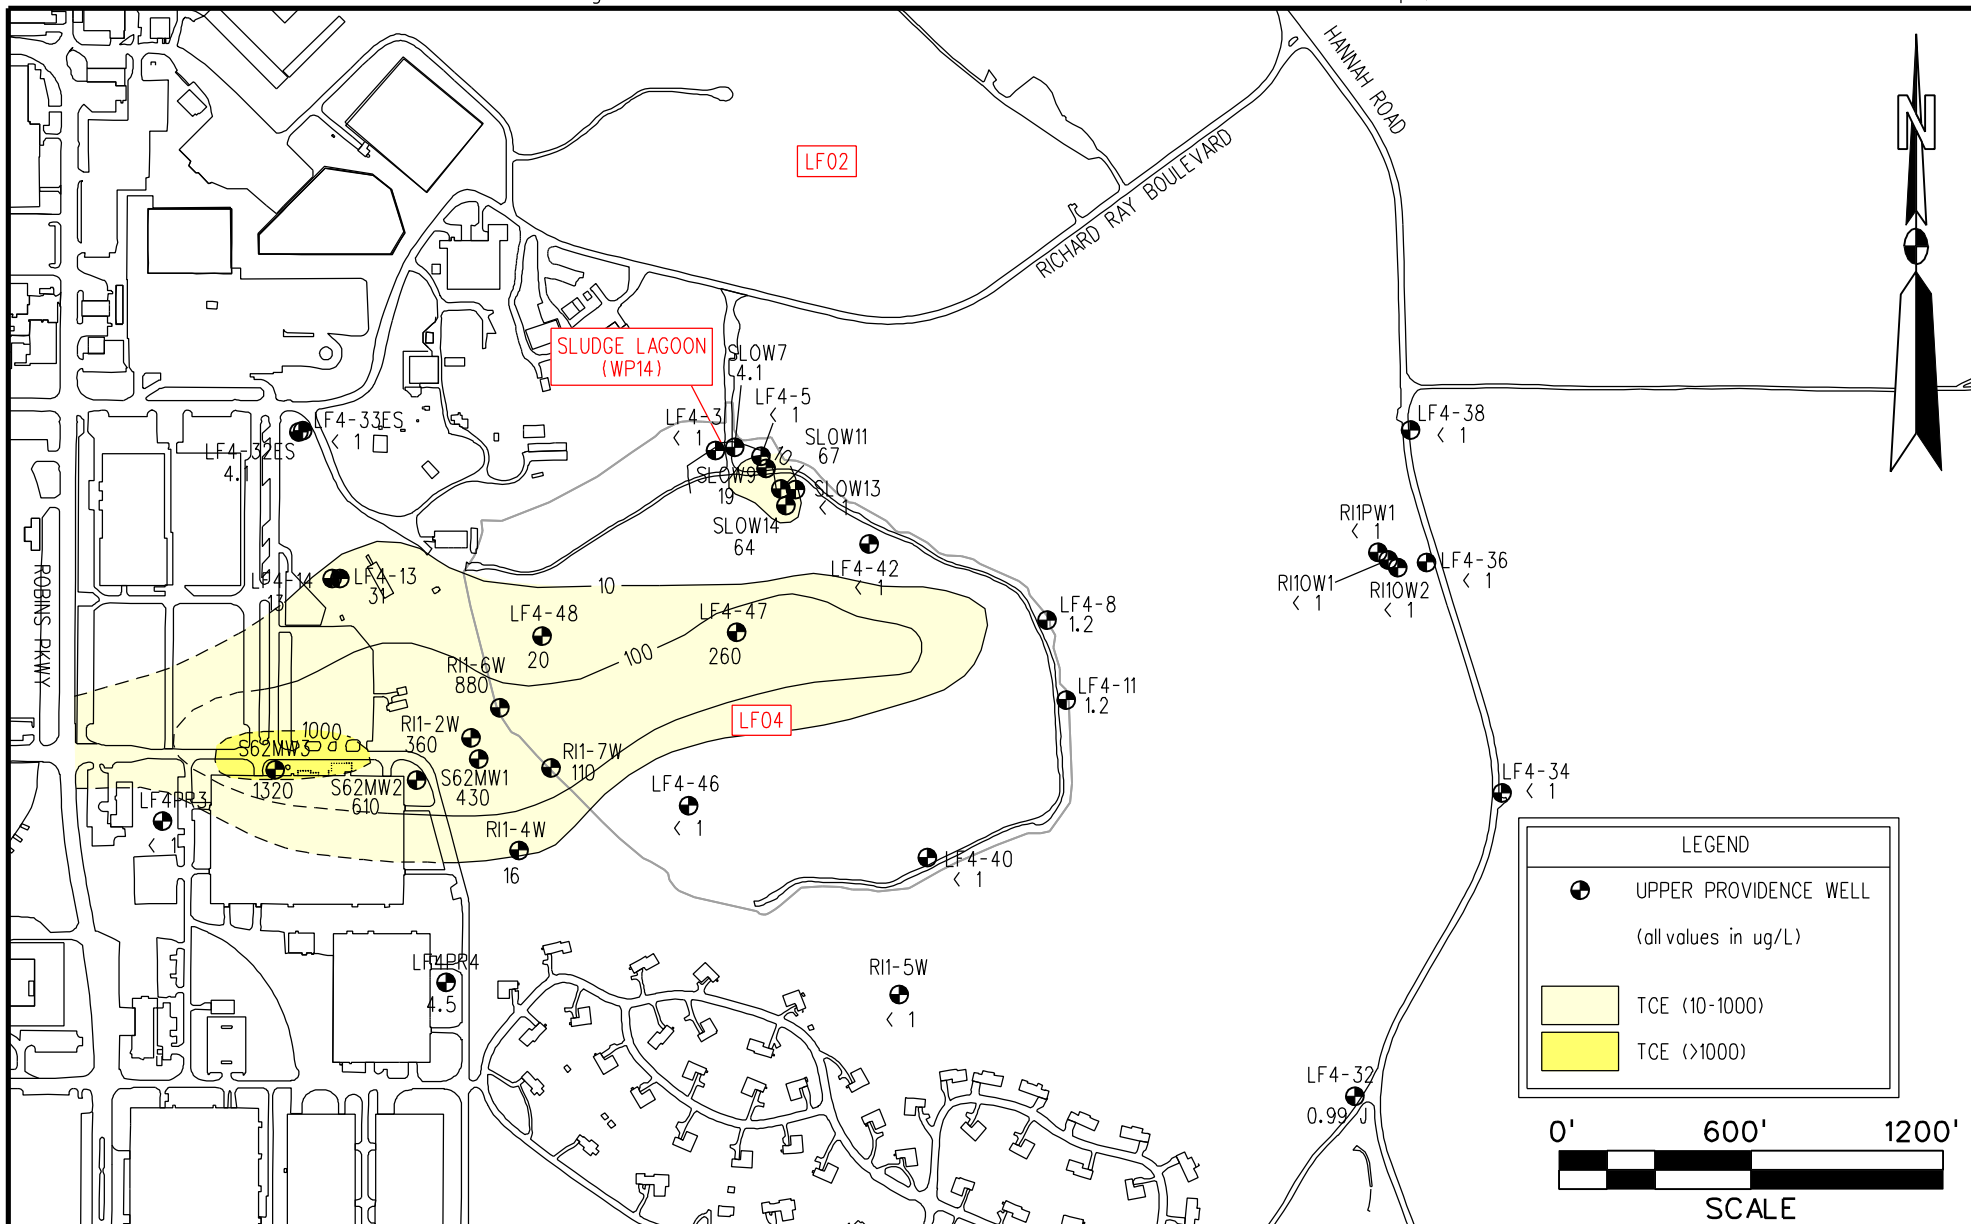 HANNAH ROAD
N
LF02
RICHARD RAY BOULEVARD
SLUDGE LAGOON
(WP14)
SLOW7
4.1
LF4-5
< 1
LF4-3
< 1
SLOW11
67
10
LF4-33ES
< 1
LF4-32ES
4.1
SLOW9
19
SLOW13
< 1
SLOW14
64
LF4-38
< 1
RI1PW1
< 1
LF4-36
< 1
RI1OW1
< 1
RI1OW2
< 1
LF4-42
< 1
ROBINS PKWY
LF4-14
13
LF4-13
31
10
LF4-48
20
LF4-47
260
100
LF4-8
1.2
RI1-6W
880
LF4-11
1.2
LF04
RI1-2W
360
1000
S62MW3
1320
RI1-7W
110
S62MW1
430
S62MW2
610
LF4PR3
< 1
LF4-46
< 1
LF4-34
< 1
RI1-4W
16
LF4-40
< 1
LF4PR4
4.5
RI1-5W
< 1
LF4-32
0.99 J
LEGEND
UPPER PROVIDENCE WELL
(all values in ug/L)
TCE (10-1000)
TCE (>1000)
0' 600' 1200'
SCALE